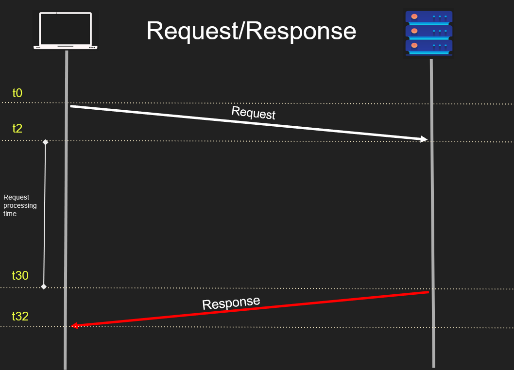 Request/Response
t0
Request
t2
Request
processing
time
t30
Response
t32